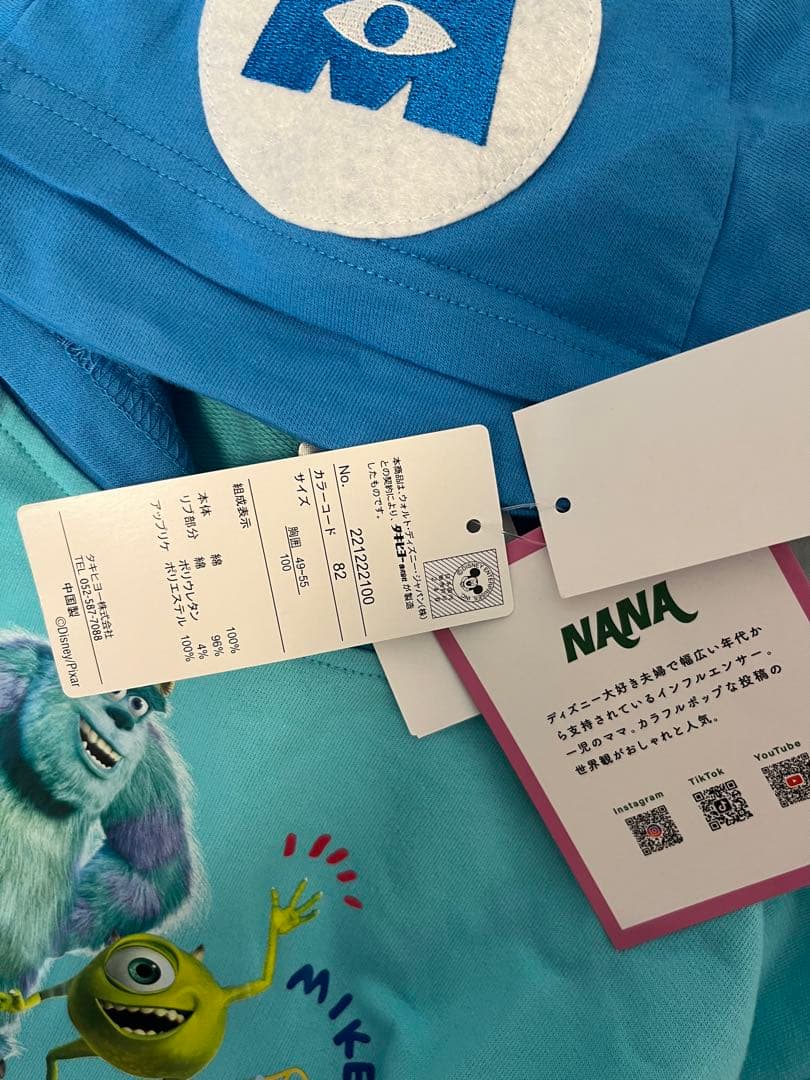 本商品は、ウォルト・ディズニー・ジャパン(株)
との契約により、タキヒヨー株式会社が製造
したものです。
No. 221222100
カラーコード 82
サイズ 胸囲 49~55
100
組成表示
本体 綿 100%
リブ部分 綿 96%
ポリウレタン 4%
アップリケ ポリエステル 100%
タキヒヨー株式会社
TEL 052-587-7088
中国製
©Disney/Pixar
NANA
ディズニー大好き夫婦で幅広い年代か
ら支持されているインフルエンサー。
一児のママ。カラフルポップな投稿の
世界観がおしゃれと人気。
Instagram
TikTok
YouTube
MIKE